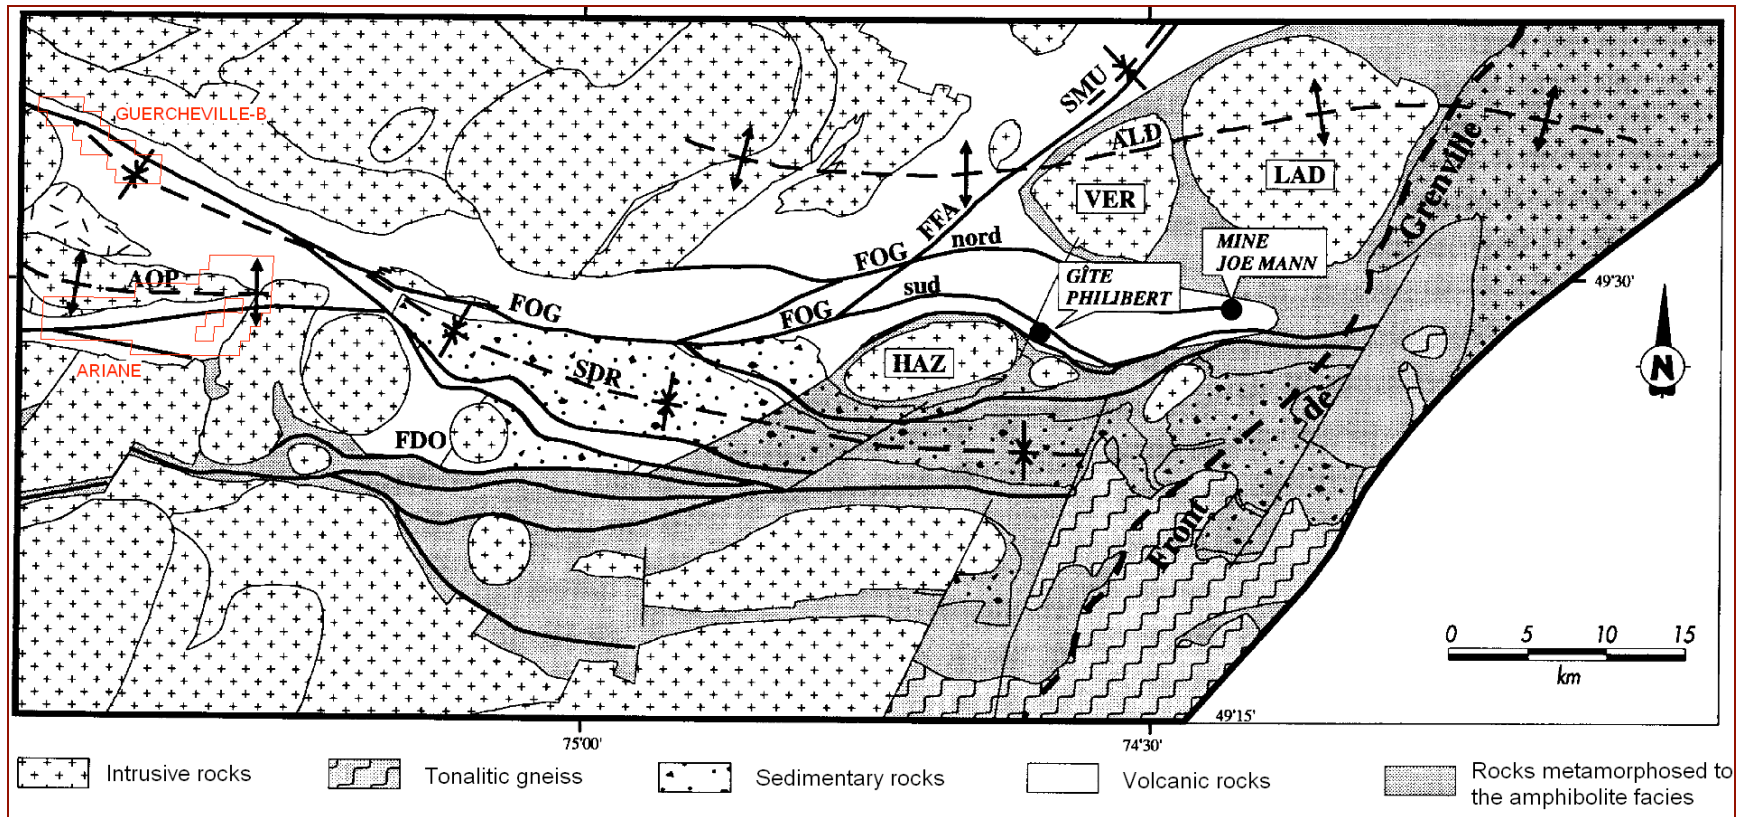 GUERCHEVILLE-B
SMU
ALD
VER
LAD
Grenville
FFA
FOG nord
MINE
JOE MANN
AOP
GÎTE
PHILIBERT
49°30'
FOG
FOG sud
ARIANE
HAZ
SDR
de
FDO
N
Front
0 5 10 15
km
49°15'
75°00'
74°30'
Intrusive rocks
Tonalitic gneiss
Sedimentary rocks
Volcanic rocks
Rocks metamorphosed to
the amphibolite facies